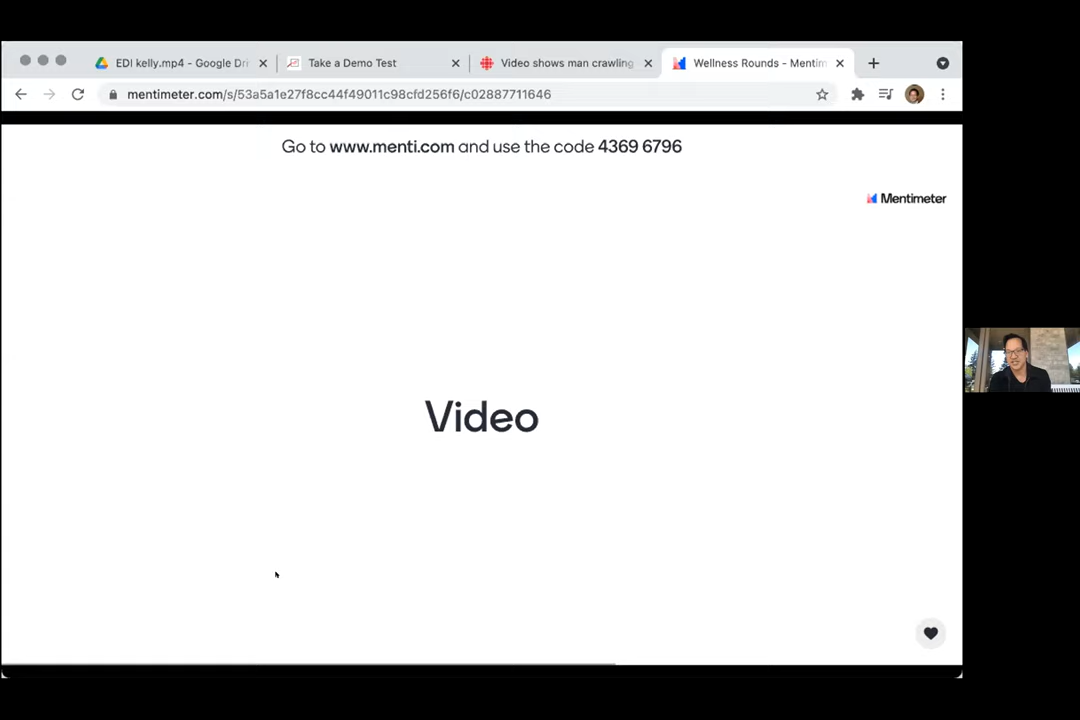 EDI kelly.mp4 - Google Dri
Take a Demo Test
Video shows man crawling
Wellness Rounds - Mentim
mentimeter.com/s/53a5a1e27f8cc44f49011c98cfd256f6/c02887711646
Go to www.menti.com and use the code 4369 6796
Mentimeter
Video